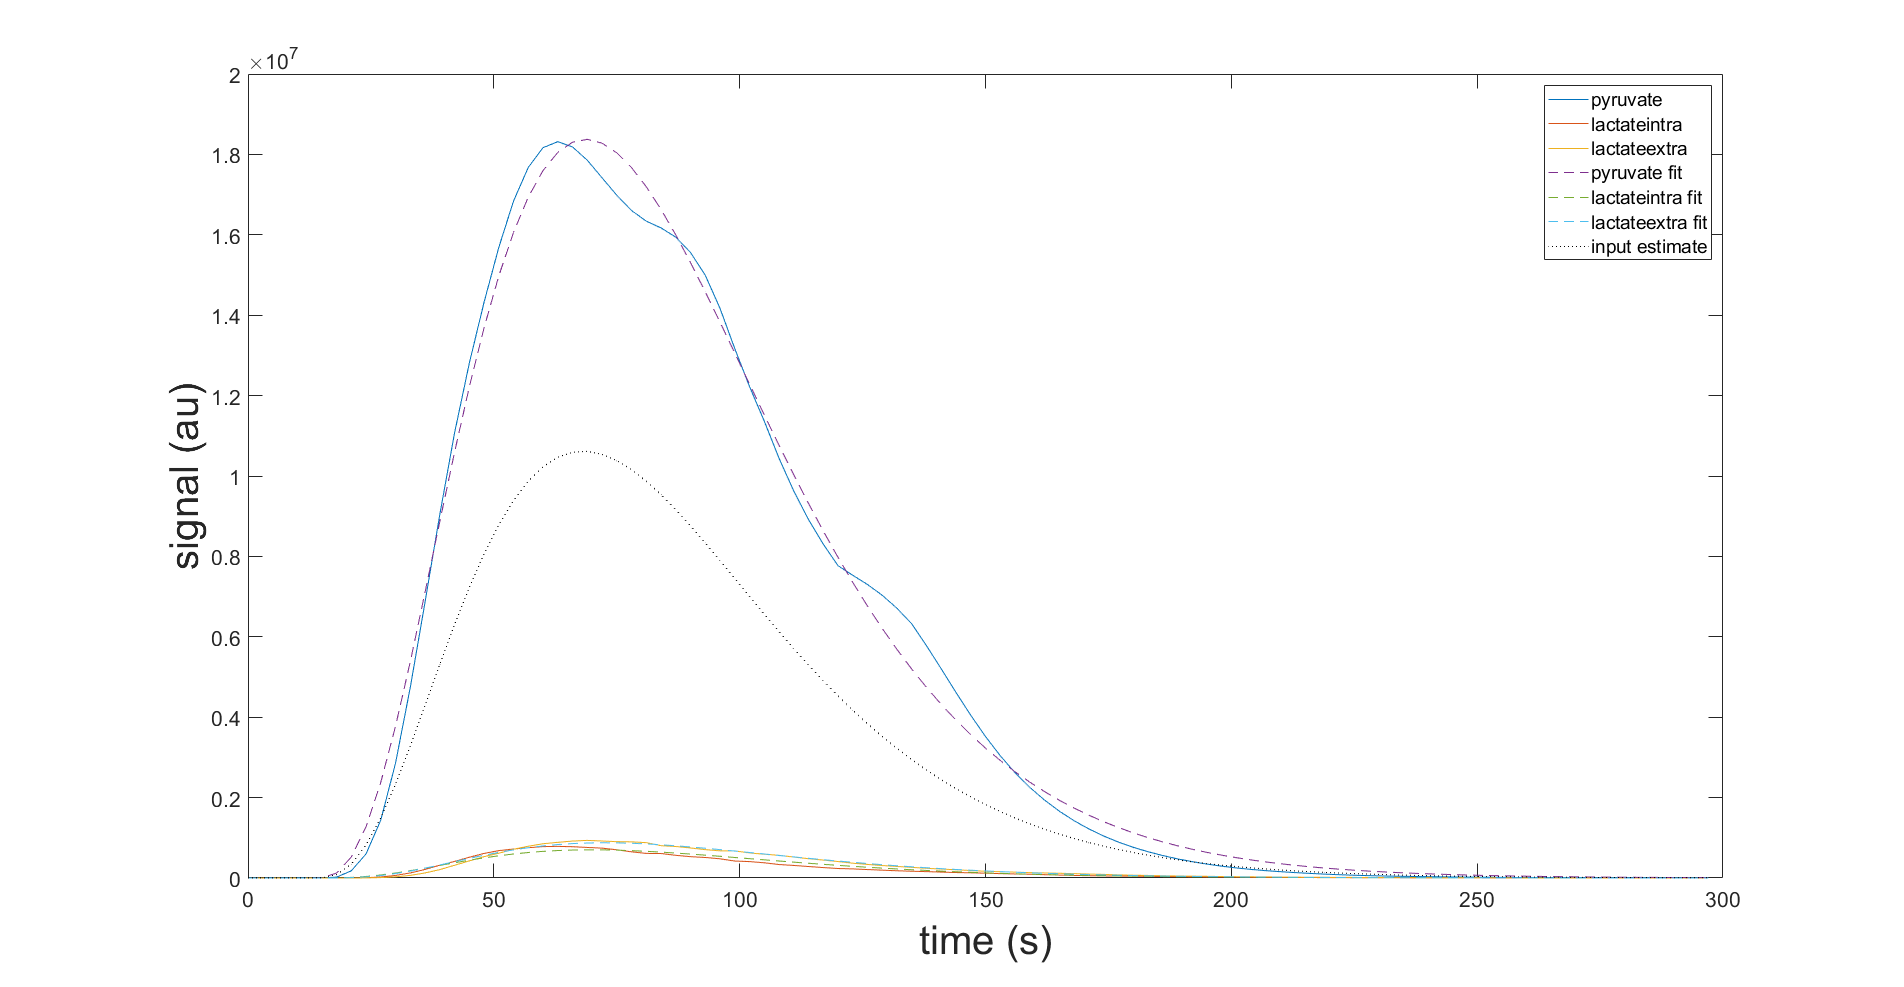 ×10⁷
2
1.8
1.6
1.4
1.2
1
0.8
0.6
0.4
0.2
0
signal (au)
0 50 100 150 200 250 300
time (s)
pyruvate
lactateintra
lactateextra
pyruvate fit
lactateintra fit
lactateextra fit
input estimate